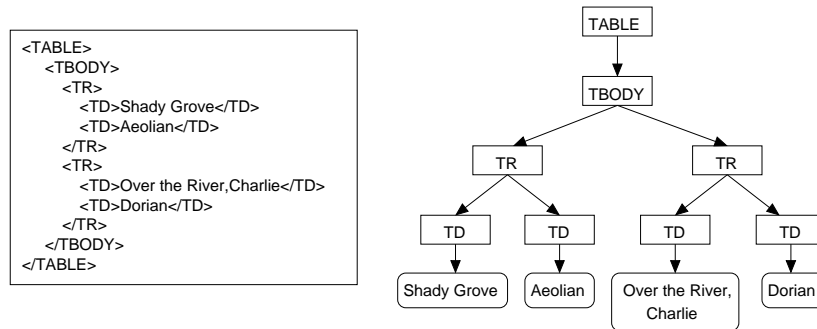 <TABLE>
<TBODY>
<TR>
<TD>Shady Grove</TD>
<TD>Aeolian</TD>
</TR>
<TR>
<TD>Over the River,Charlie</TD>
<TD>Dorian</TD>
</TR>
</TBODY>
</TABLE>
TABLE
TBODY
TR TR
TD TD TD TD
Shady Grove Aeolian Over the River, Dorian
Charlie